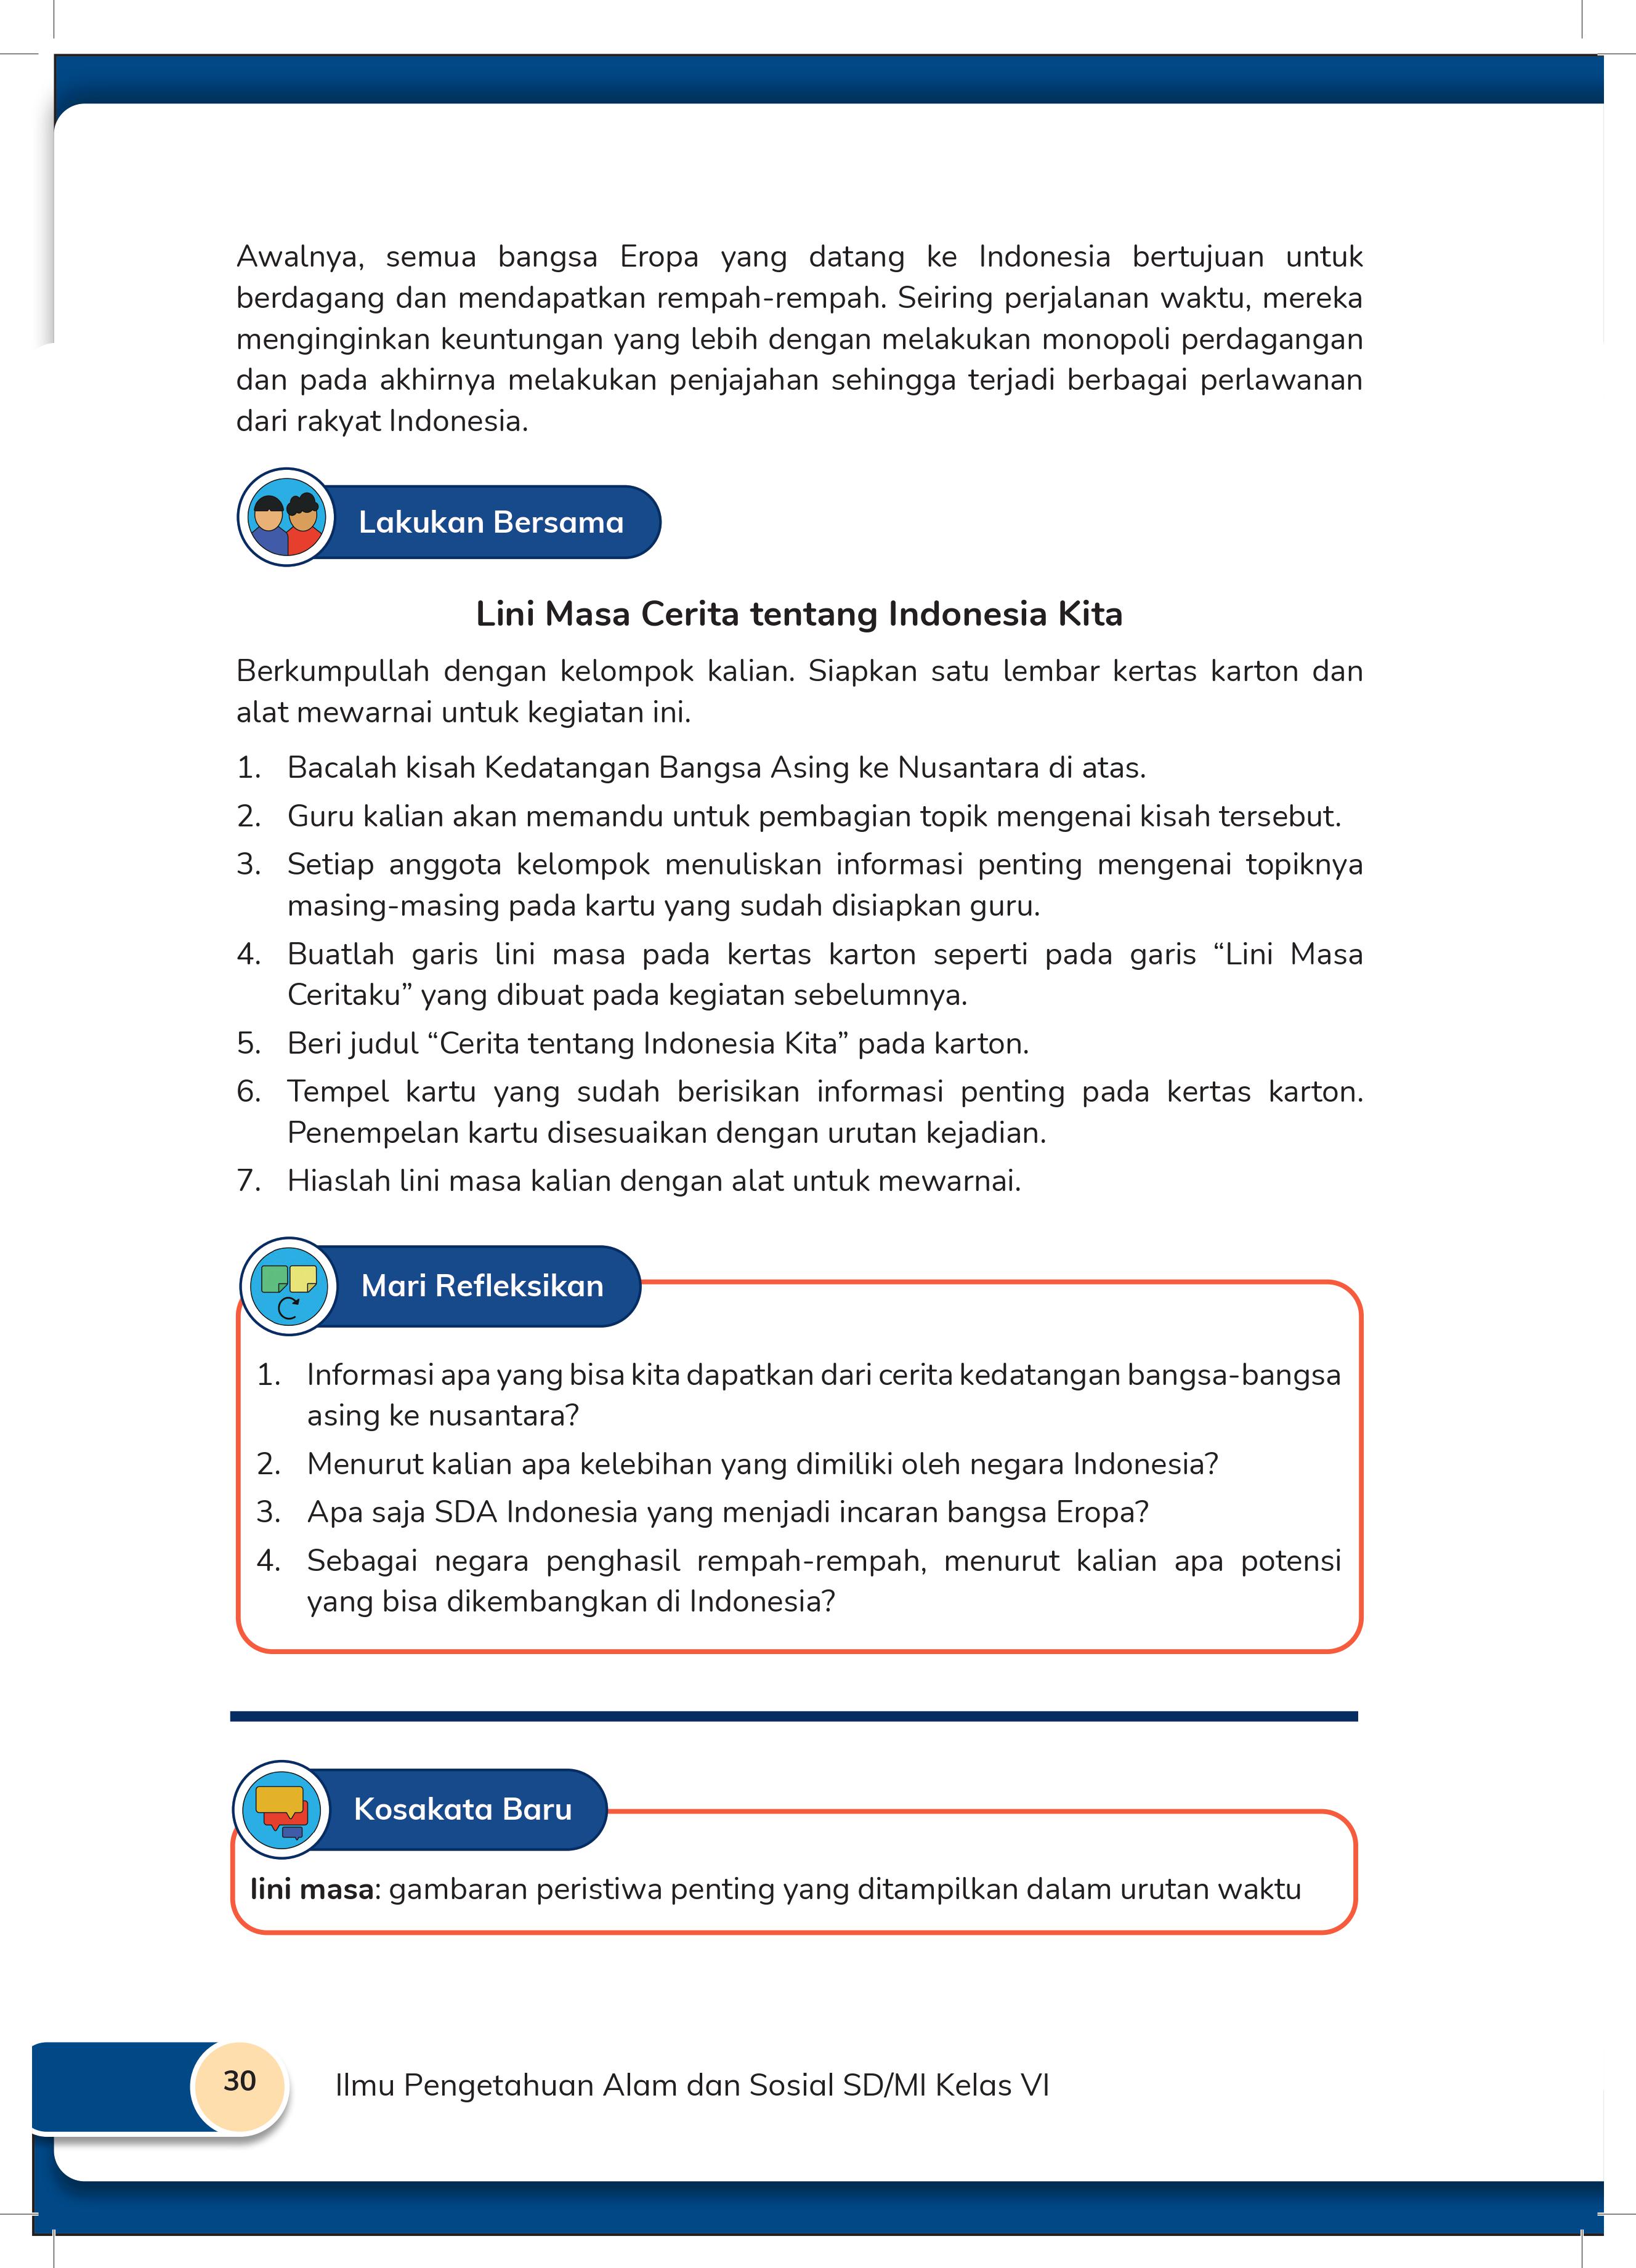 Awalnya, semua bangsa Eropa yang datang ke Indonesia bertujuan untuk
berdagang dan mendapatkan rempah-rempah. Seiring perjalanan waktu, mereka
menginginkan keuntungan yang lebih dengan melakukan monopoli perdagangan
dan pada akhirnya melakukan penjajahan sehingga terjadi berbagai perlawanan
dari rakyat Indonesia.
Lakukan Bersama
Lini Masa Cerita tentang Indonesia Kita
Berkumpullah dengan kelompok kalian. Siapkan satu lembar kertas karton dan
alat mewarnai untuk kegiatan ini.
1. Bacalah kisah Kedatangan Bangsa Asing ke Nusantara di atas.
2. Guru kalian akan memandu untuk pembagian topik mengenai kisah tersebut.
3. Setiap anggota kelompok menuliskan informasi penting mengenai topiknya
masing-masing pada kartu yang sudah disiapkan guru.
4. Buatlah garis lini masa pada kertas karton seperti pada garis “Lini Masa
Ceritaku” yang dibuat pada kegiatan sebelumnya.
5. Beri judul “Cerita tentang Indonesia Kita” pada karton.
6. Tempel kartu yang sudah berisikan informasi penting pada kertas karton.
Penempelan kartu disesuaikan dengan urutan kejadian.
7. Hiaslah lini masa kalian dengan alat untuk mewarnai.
Mari Refleksikan
1. Informasi apa yang bisa kita dapatkan dari cerita kedatangan bangsa-bangsa
asing ke nusantara?
2. Menurut kalian apa kelebihan yang dimiliki oleh negara Indonesia?
3. Apa saja SDA Indonesia yang menjadi incaran bangsa Eropa?
4. Sebagai negara penghasil rempah-rempah, menurut kalian apa potensi
yang bisa dikembangkan di Indonesia?
Kosakata Baru
lini masa: gambaran peristiwa penting yang ditampilkan dalam urutan waktu
30
Ilmu Pengetahuan Alam dan Sosial SD/MI Kelas VI